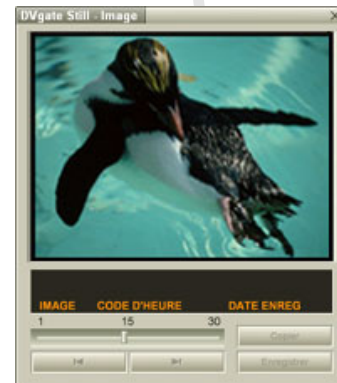 DVgate Still - Image
IMAGE CODE D'HEURE DATE ENREG
1 15 30
Copier
Enregistrer